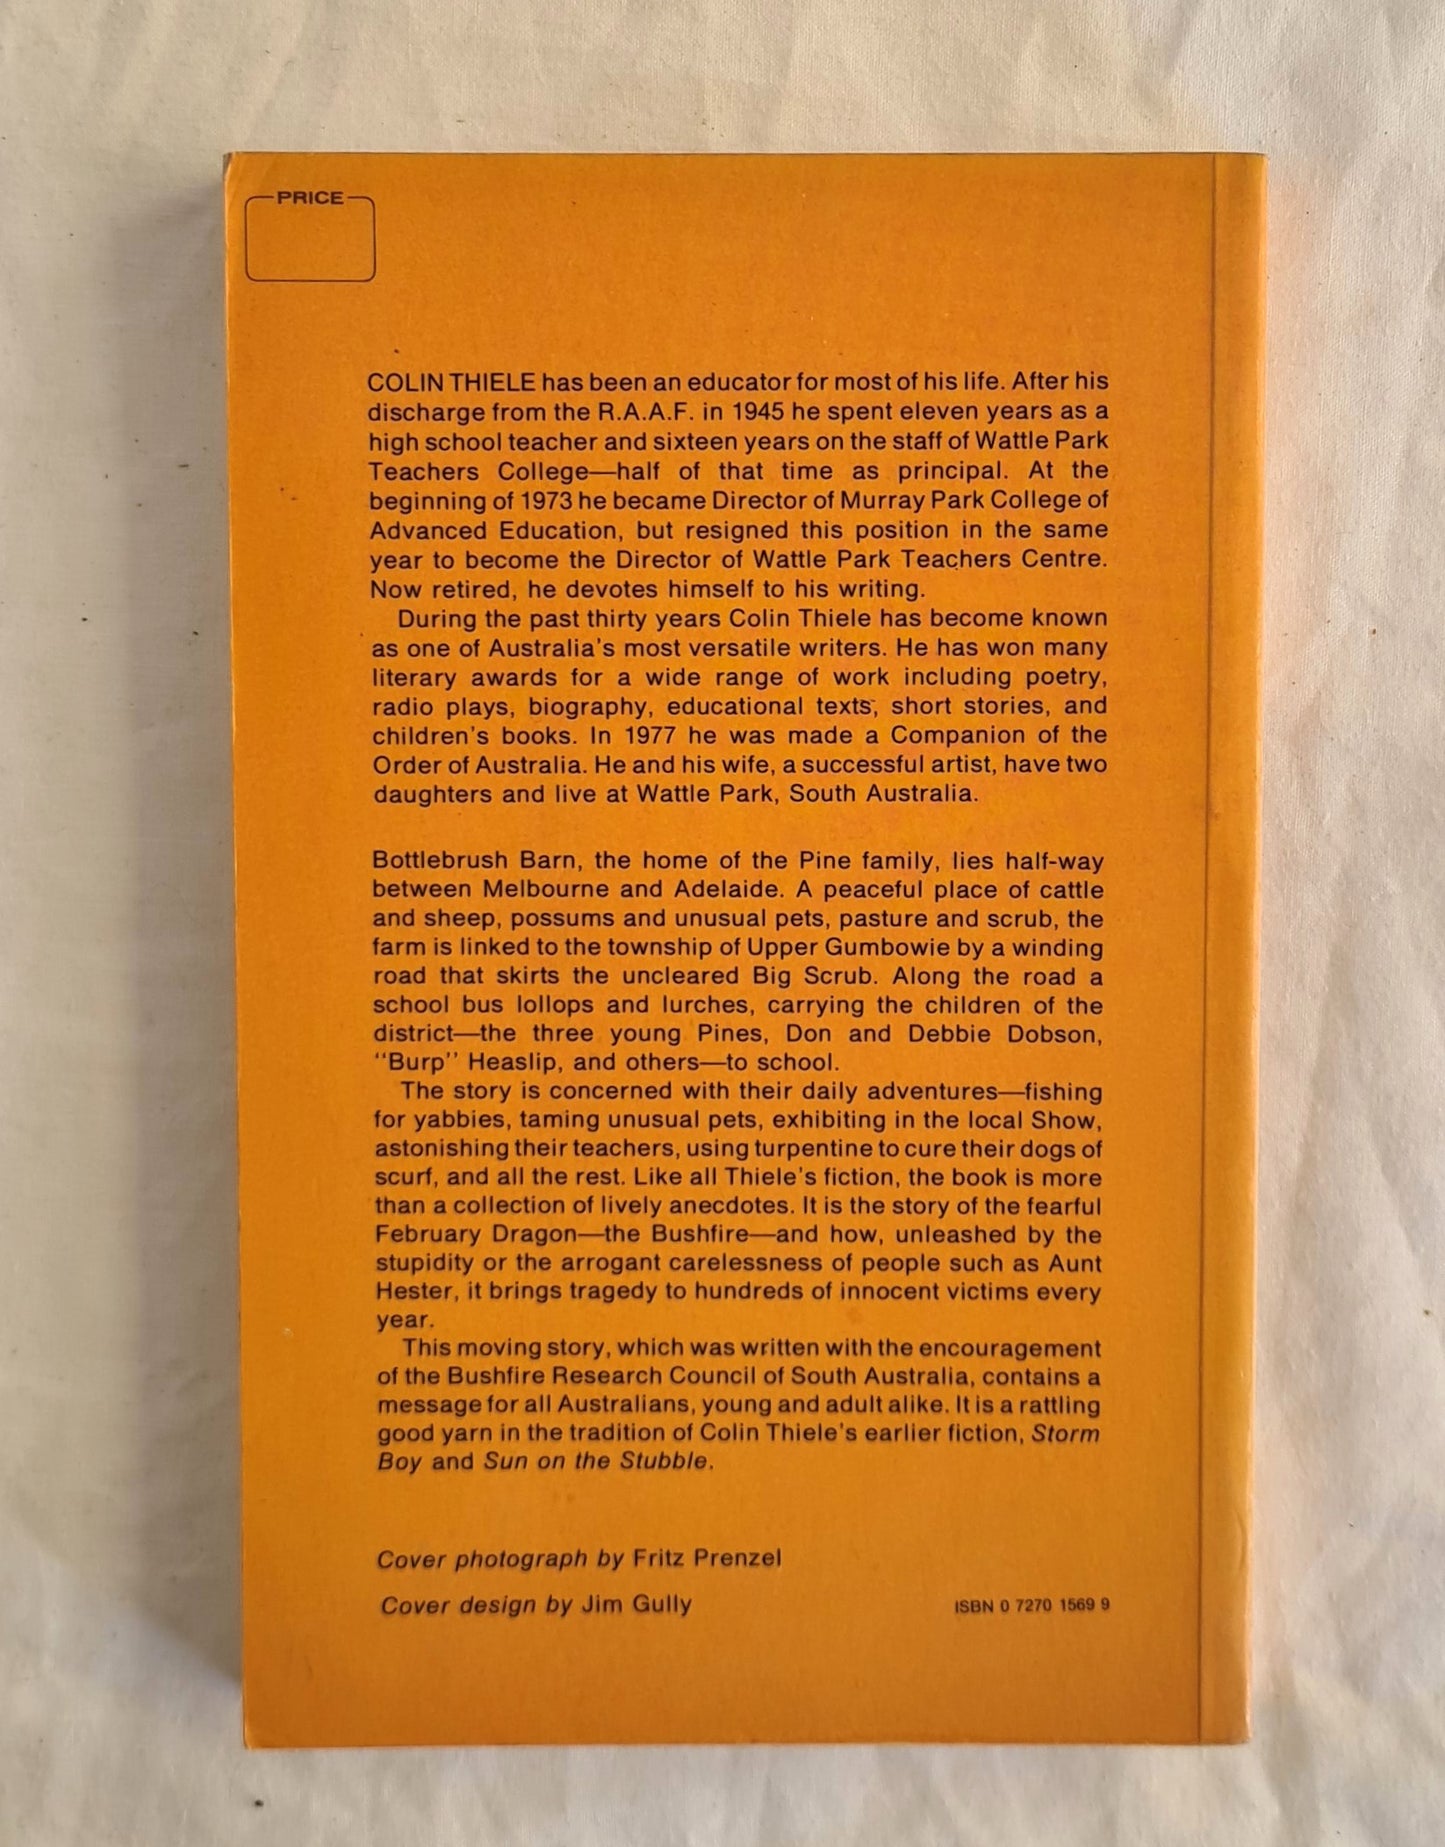 PRICE
COLIN THIELE has been an educator for most of his life. After his
discharge from the R.A.A.F. in 1945 he spent eleven years as a
high school teacher and sixteen years on the staff of Wattle Park
Teachers College—half of that time as principal. At the
beginning of 1973 he became Director of Murray Park College of
Advanced Education, but resigned this position in the same
year to become the Director of Wattle Park Teachers Centre.
Now retired, he devotes himself to his writing.
During the past thirty years Colin Thiele has become known
as one of Australia's most versatile writers. He has won many
literary awards for a wide range of work including poetry,
radio plays, biography, educational texts, short stories, and
children's books. In 1977 he was made a Companion of the
Order of Australia. He and his wife, a successful artist, have two
daughters and live at Wattle Park, South Australia.
Bottlebrush Barn, the home of the Pine family, lies half-way
between Melbourne and Adelaide. A peaceful place of cattle
and sheep, possums and unusual pets, pasture and scrub, the
farm is linked to the township of Upper Gumbowie by a winding
road that skirts the uncleared Big Scrub. Along the road a
school bus lollops and lurches, carrying the children of the
district—the three young Pines, Don and Debbie Dobson,
"Burp" Heaslip, and others—to school.
The story is concerned with their daily adventures—fishing
for yabbies, taming unusual pets, exhibiting in the local Show,
astonishing their teachers, using turpentine to cure their dogs of
scurf, and all the rest. Like all Thiele's fiction, the book is more
than a collection of lively anecdotes. It is the story of the fearful
February Dragon—the Bushfire—and how, unleashed by the
stupidity or the arrogant carelessness of people such as Aunt
Hester, it brings tragedy to hundreds of innocent victims every
year.
This moving story, which was written with the encouragement
of the Bushfire Research Council of South Australia, contains a
message for all Australians, young and adult alike. It is a rattling
good yarn in the tradition of Colin Thiele's earlier fiction, Storm
Boy and Sun on the Stubble.
Cover photograph by Fritz Prenzel
Cover design by Jim Gully
ISBN 0 7270 1569 9